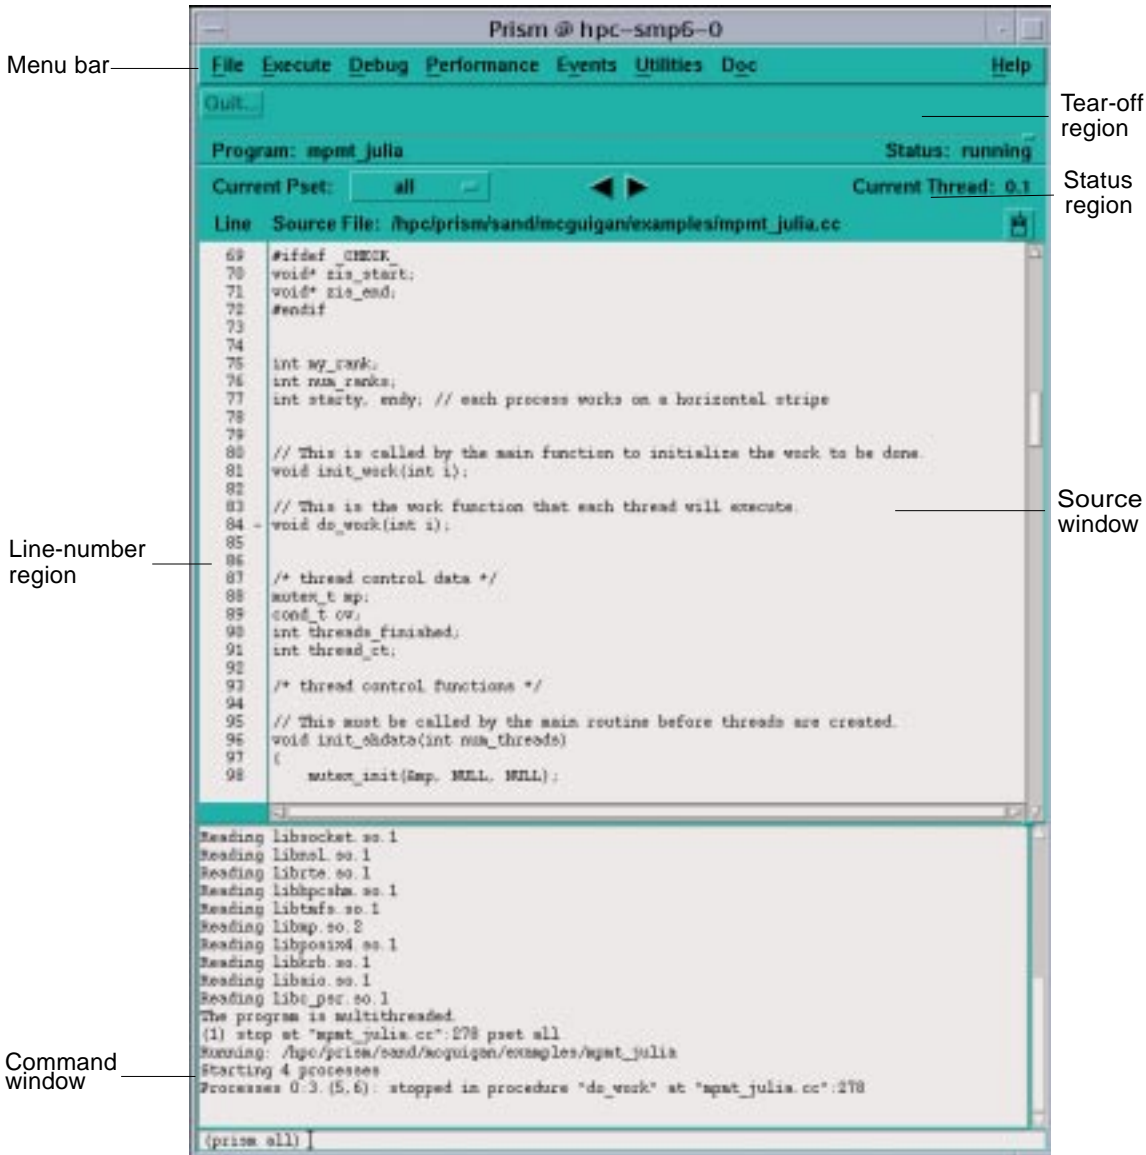 Prism @ hpc-smp6-0
Menu bar
File Execute Debug Performance Events Utilities Doc Help
Quit...
Tear-off
region
Program: mpmt_julia Status: running
Status
region
Current Pset: all Current Thread: 0.1
Line Source File: /hpc/prism/sand/mcguigan/examples/mpmt_julia.cc
69 #ifdef _CHECK_
70 void* zis_start;
71 void* zis_end;
72 #endif
73
74
75 int my_rank;
76 int num_ranks;
77 int starty, endy; // each process works on a horizontal stripe
78
79
80 // This is called by the main function to initialize the work to be done.
81 void init_work(int i);
82
83 // This is the work function that each thread will execute.
84 - void do_work(int i);
85
86
87 /* thread control data */
88 mutex_t mp;
89 cond_t cv;
90 int threads_finished;
91 int thread_ct;
92
93 /* thread control functions */
94
95 // This must be called by the main routine before threads are created.
96 void init_shdata(int num_threads)
97 {
98 mutex_init(&mp, NULL, NULL);
Source
window
Line-number
region
Reading libsocket.so.1
Reading libnsl.so.1
Reading librte.so.1
Reading libhpcshm.so.1
Reading libtmfs.so.1
Reading libmp.so.2
Reading libposix4.so.1
Reading libkrb.so.1
Reading libaio.so.1
Reading libc_psr.so.1
The program is multithreaded.
(1) stop at "mpmt_julia.cc":278 pset all
Running: /hpc/prism/sand/mcguigan/examples/mpmt_julia
Starting 4 processes
Processes 0:3.(5,6): stopped in procedure "do_work" at "mpmt_julia.cc":278
Command
window
(prism all)